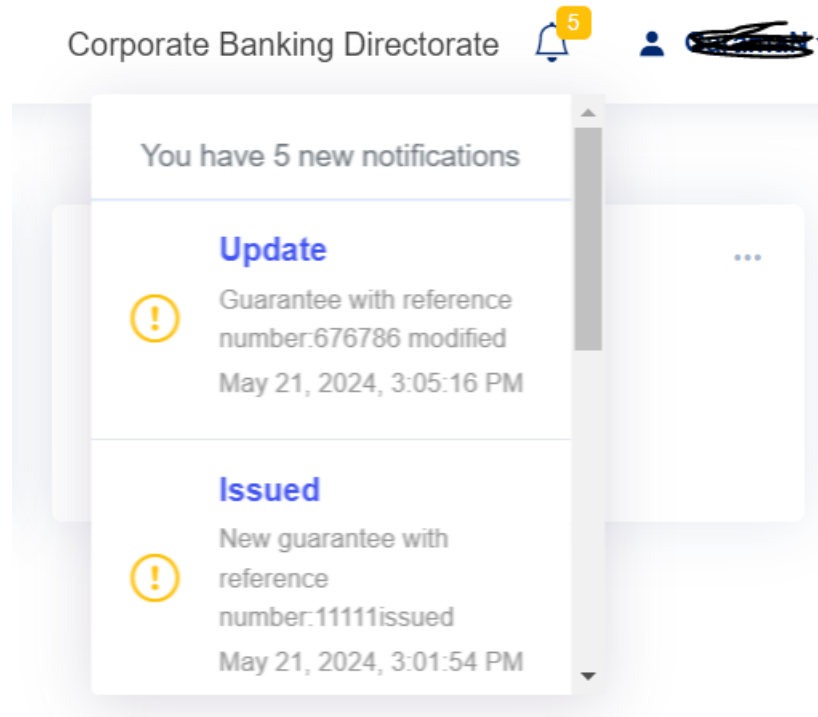 Corporate Banking Directorate 5
You have 5 new notifications
Update
Guarantee with reference
number:676786 modified
May 21, 2024, 3:05:16 PM
Issued
New guarantee with
reference
number:11111issued
May 21, 2024, 3:01:54 PM